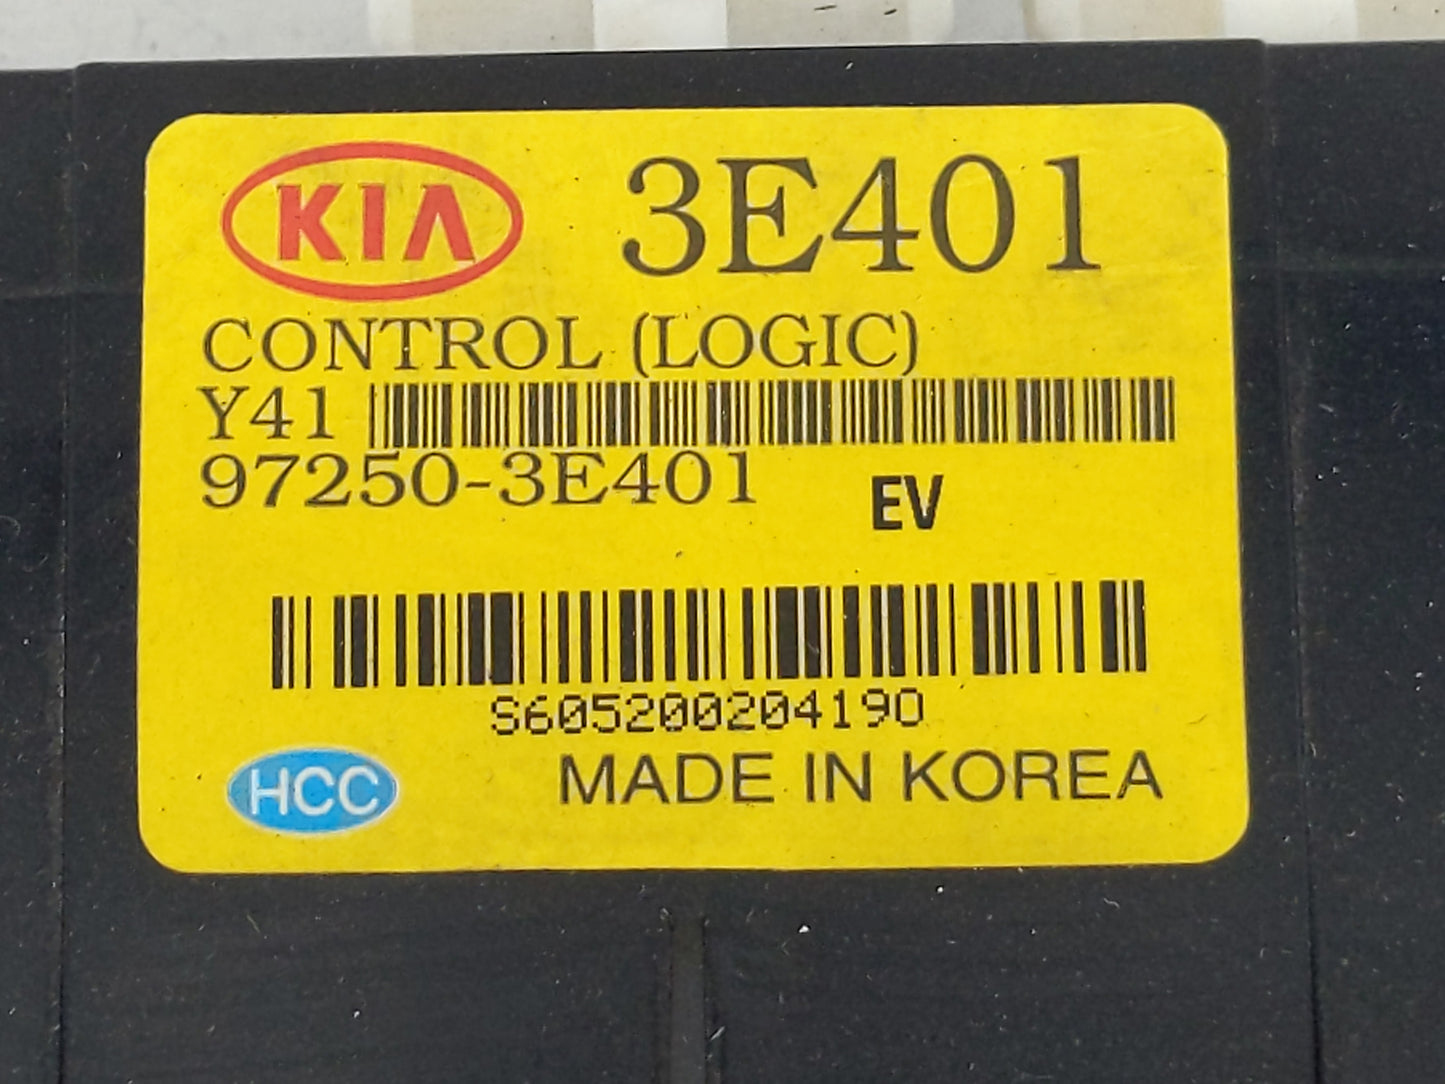 KIA 3E401
CONTROL (LOGIC)
Y41
97250-3E401 EV
S605200204190
HCC MADE IN KOREA